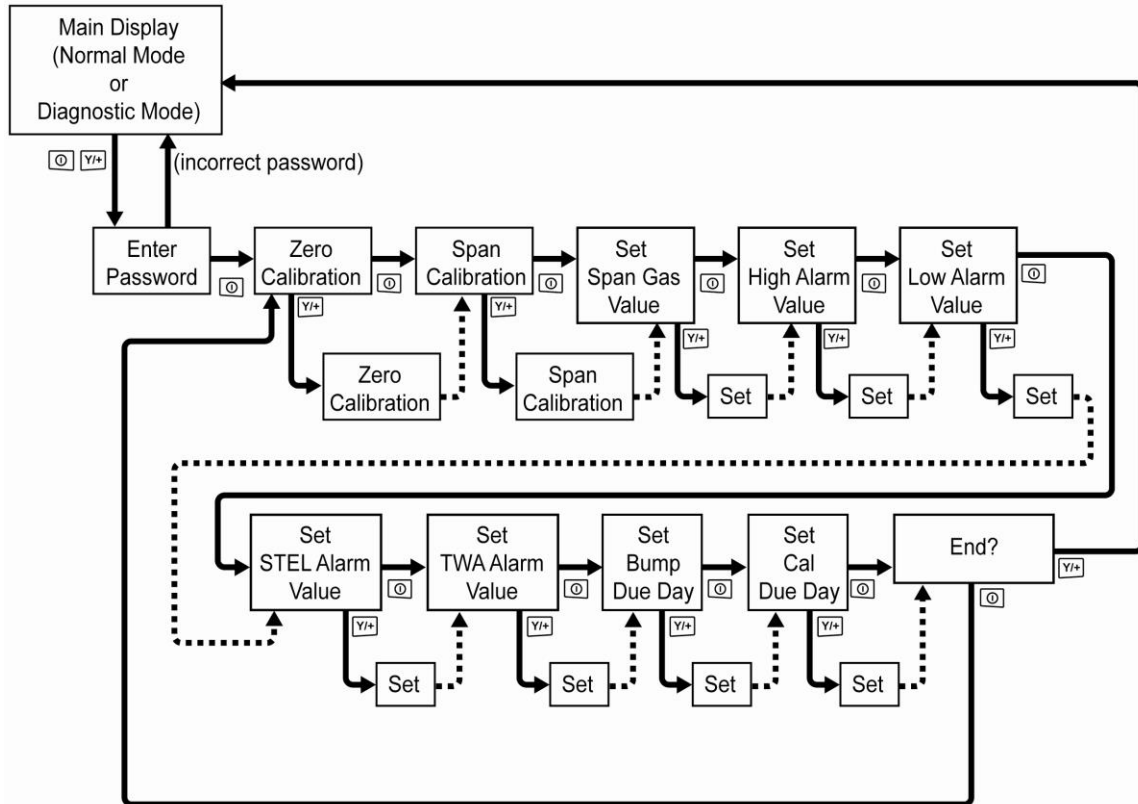 Main Display
(Normal Mode
or
Diagnostic Mode)
Y/+
(incorrect password)
Enter
Password
Zero
Calibration
Y/+
Span
Calibration
Y/+
Set
Span Gas
Value
Y/+
Set
High Alarm
Value
Y/+
Set
Low Alarm
Value
Y/+
Zero
Calibration
Span
Calibration
Set
Set
Set
Set
STEL Alarm
Value
Y/+
Set
TWA Alarm
Value
Y/+
Set
Bump
Due Day
Y/+
Set
Cal
Due Day
Y/+
End?
Y/+
Set
Set
Set
Set